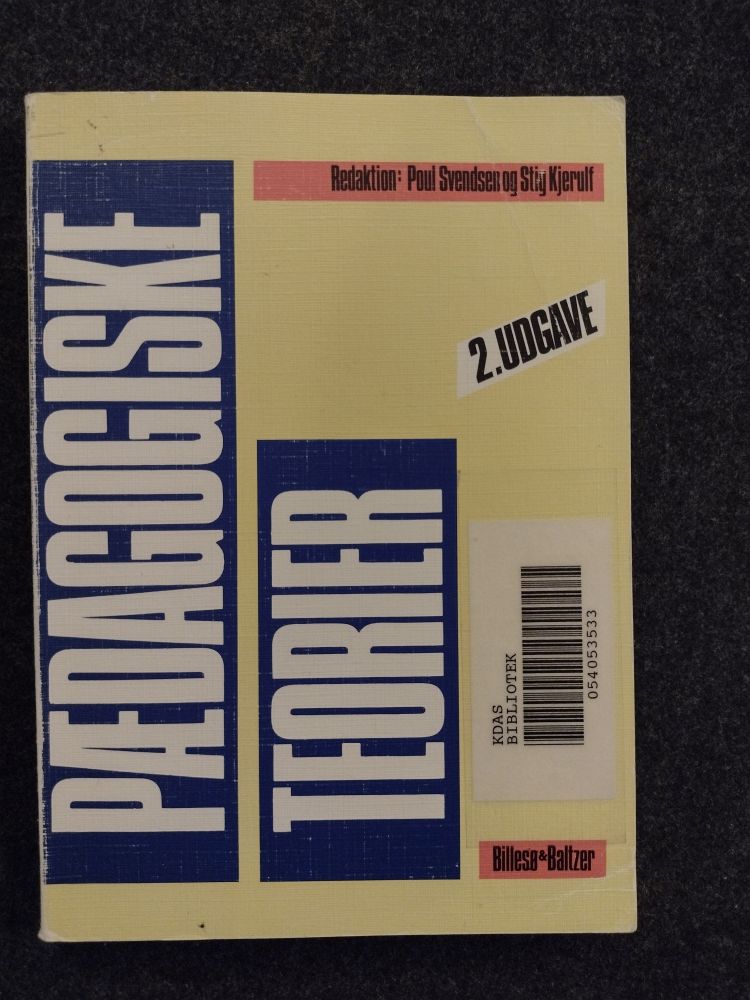 Redaktion: Poul Svendsen og Stig Kjerulf
PÆDAGOGISKE
TEORIER
2. UDGAVE
KDAS
BIBLIOTEK
054053533
Billesø & Baltzer